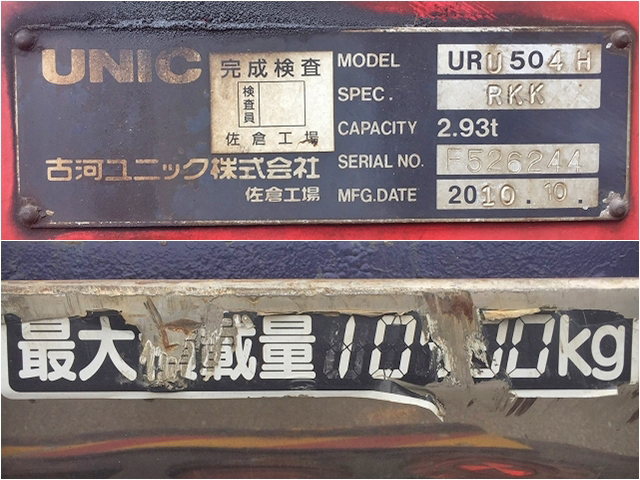 UNIC
完成検査
検査員
佐倉工場
古河ユニック株式会社
佐倉工場
MODEL URU504H
SPEC. RKK
CAPACITY 2.93t
SERIAL NO. F526244
MFG.DATE 2010.10.
最大 載量 kg